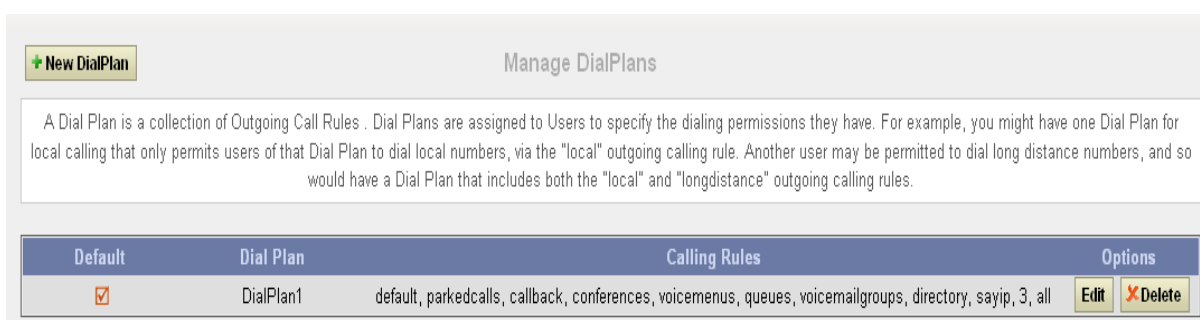 New DialPlan
Manage DialPlans
A Dial Plan is a collection of Outgoing Call Rules . Dial Plans are assigned to Users to specify the dialing permissions they have. For example, you might have one Dial Plan for
local calling that only permits users of that Dial Plan to dial local numbers, via the "local" outgoing calling rule. Another user may be permitted to dial long distance numbers, and so
would have a Dial Plan that includes both the "local" and "longdistance" outgoing calling rules.
Default Dial Plan Calling Rules Options
DialPlan1 default, parkedcalls, callback, conferences, voicemenus, queues, voicemailgroups, directory, sayip, 3, all Edit Delete